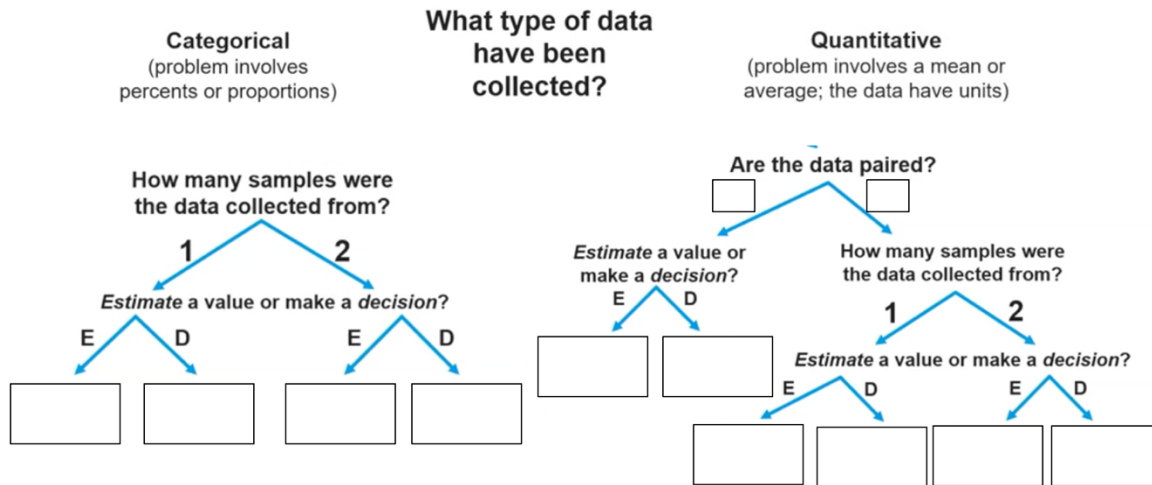 What type of data
have been
collected?
Categorical
(problem involves
percents or proportions)
How many samples were
the data collected from?
1
2
Estimate a value or make a decision?
E
D
E
D
Quantitative
(problem involves a mean or
average; the data have units)
Are the data paired?
Estimate a value or
make a decision?
E
D
How many samples were
the data collected from?
1
2
Estimate a value or make a decision?
E
D
E
D